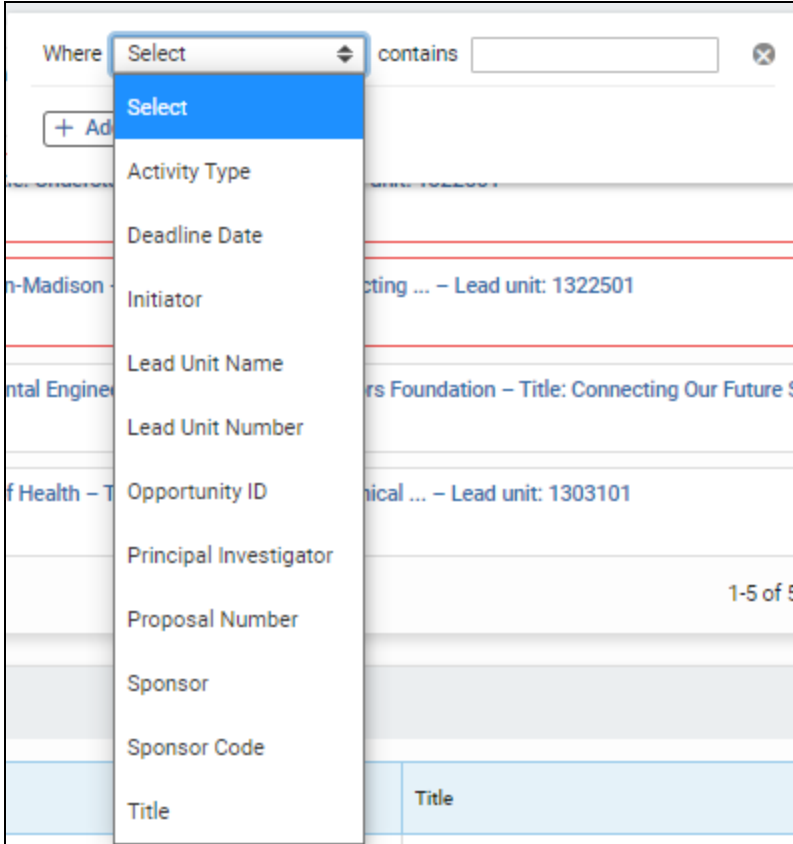 Where Select contains
Select
+ Ad
Activity Type
Deadline Date
n-Madison - cting ... – Lead unit: 1322501
Initiator
Lead Unit Name
ntal Enginee rs Foundation – Title: Connecting Our Future S
Lead Unit Number
f Health – T nical ... – Lead unit: 1303101
Opportunity ID
Principal Investigator
1-5 of 5
Proposal Number
Sponsor
Sponsor Code
Title Title